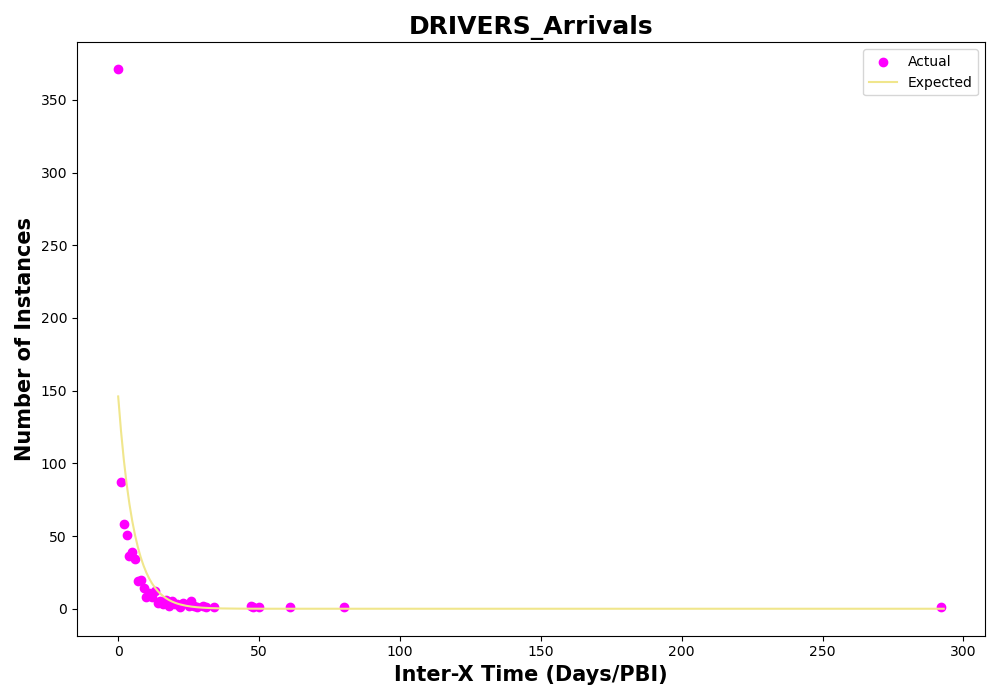 DRIVERS_Arrivals
Actual
Expected
Number of Instances
350
300
250
200
150
100
50
0
0 50 100 150 200 250 300
Inter-X Time (Days/PBI)